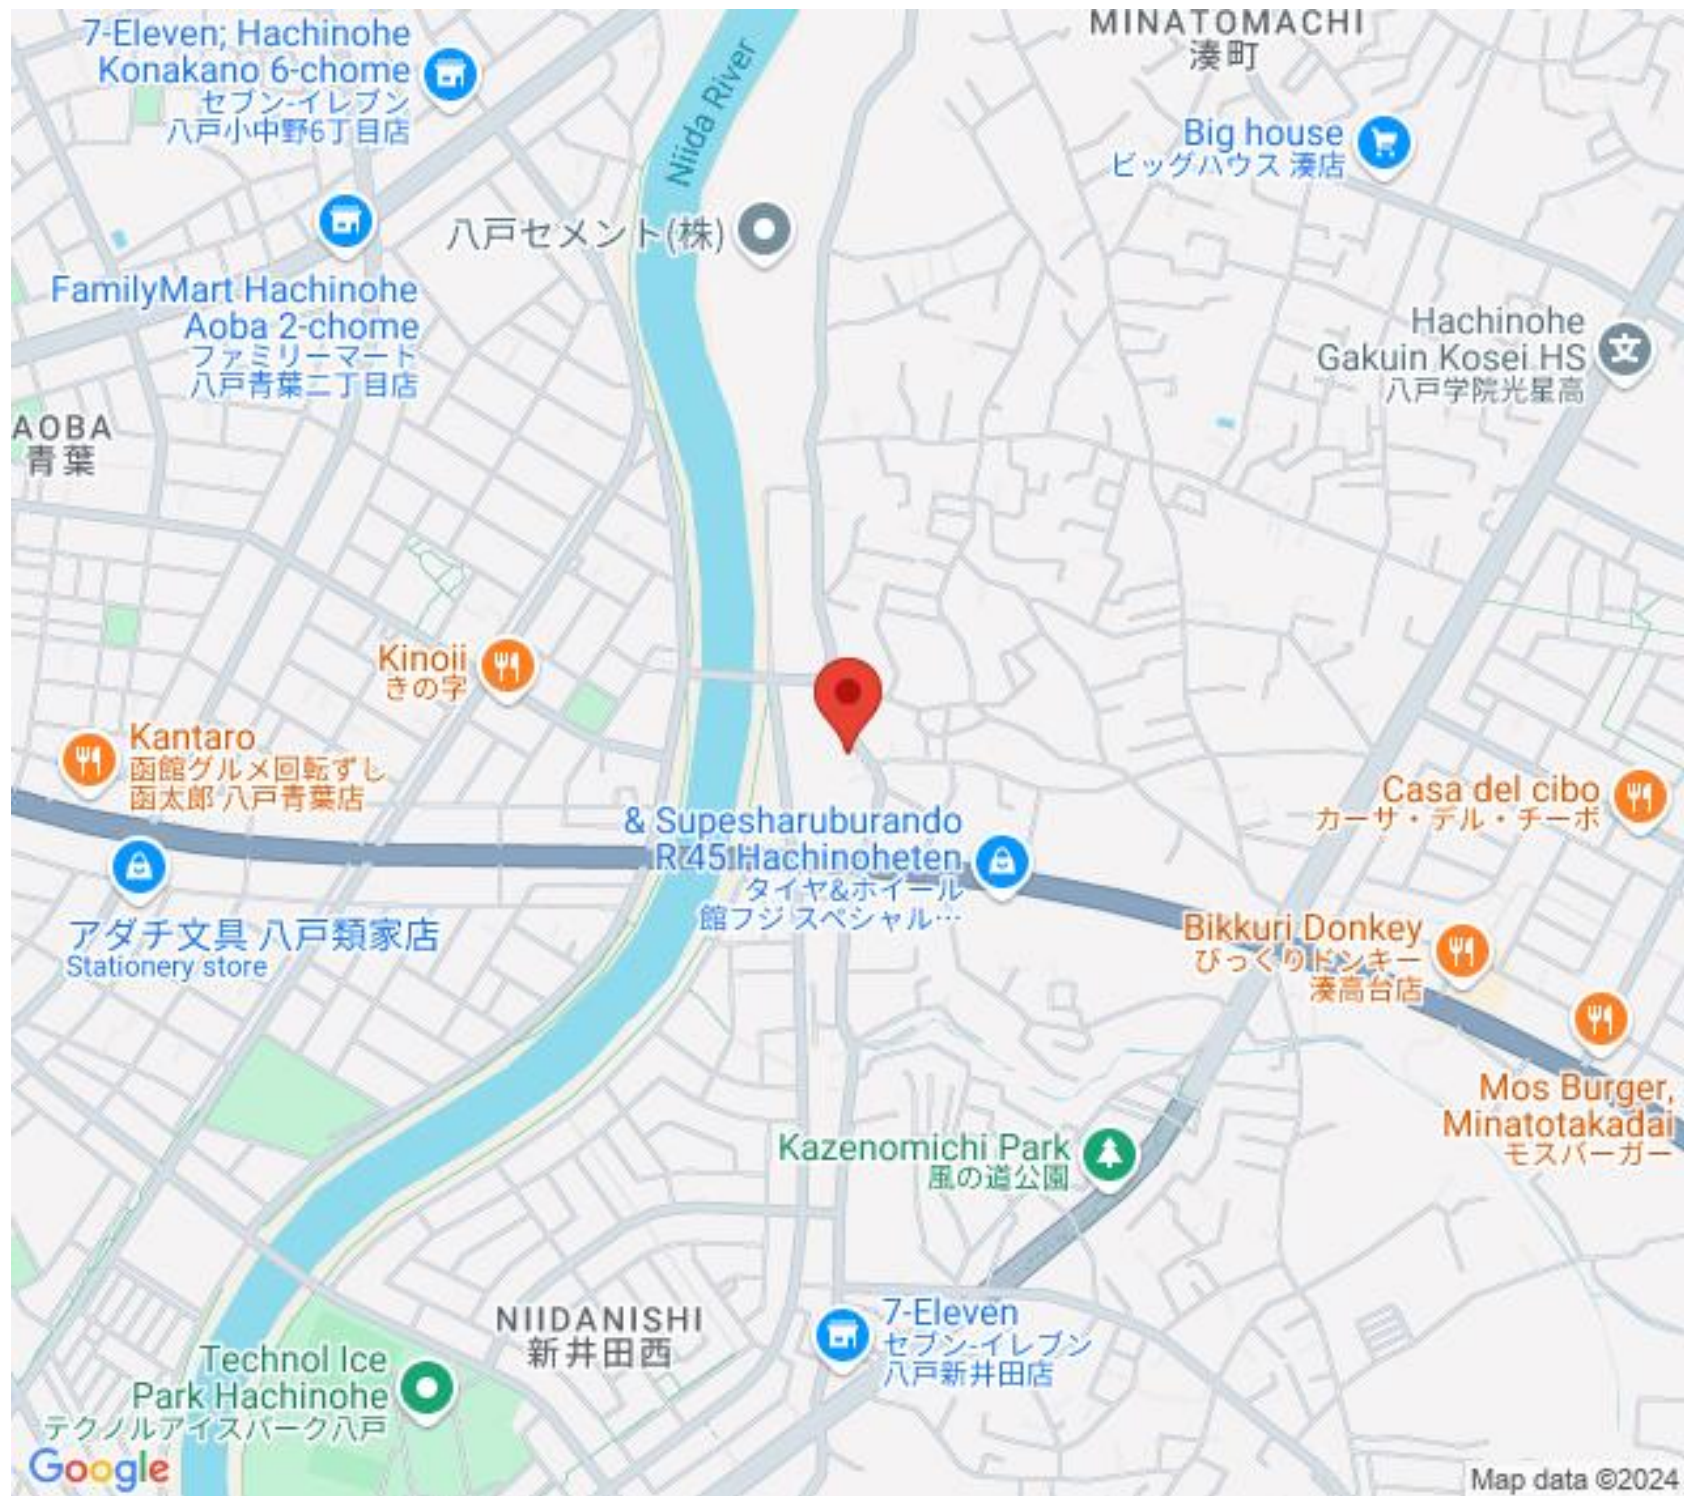 MINATOMACHI
湊町
7-Eleven; Hachinohe
Konakano 6-chome
セブン-イレブン
八戸小中野6丁目店
Niida River
Big house
ビッグハウス 湊店
八戸セメント(株)
FamilyMart Hachinohe
Aoba 2-chome
ファミリーマート
八戸青葉二丁目店
Hachinohe
Gakuin Kosei HS
八戸学院光星高
文
AOBA
青葉
Kinoji
きの字
Kantaro
函館グルメ回転ずし
函太郎 八戸青葉店
Casa del cibo
カーサ・デル・チーボ
& Supesharuburando
R 45 Hachinoheten
タイヤ&ホイール
館フジ スペシャル…
アダチ文具 八戸類家店
Stationery store
Bikkuri Donkey
びっくりドンキー
湊高台店
Mos Burger,
Minatotakadai
モスバーガー
Kazenomichi Park
風の道公園
NIIDANISHI
新井田西
7-Eleven
セブン-イレブン
八戸新井田店
Technol Ice
Park Hachinohe
テクノルアイスパーク八戸
Google
Map data ©2024